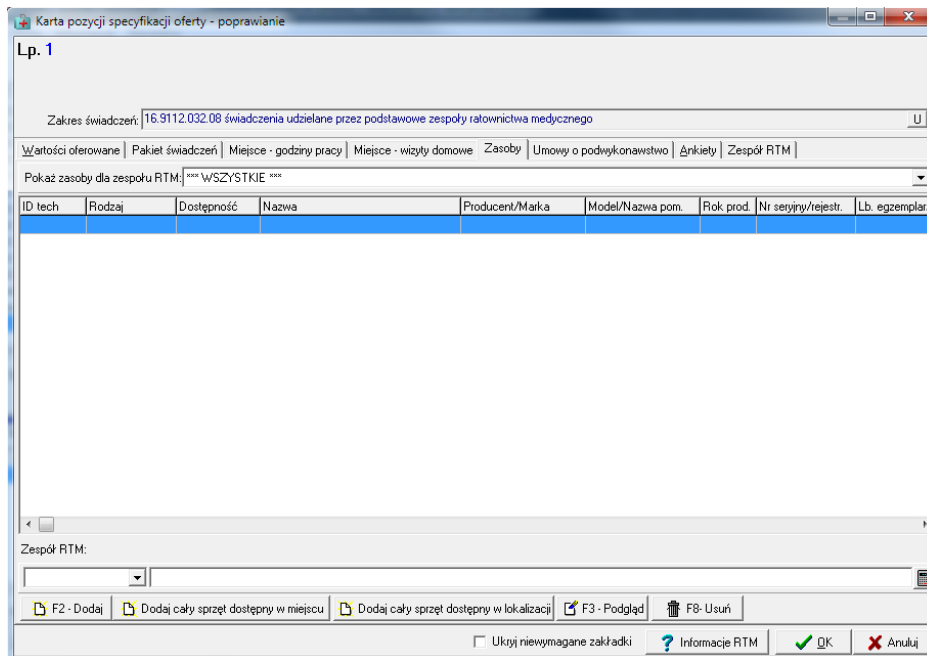 Karta pozycji specyfikacji oferty - poprawianie
Lp. 1
Zakres świadczeń: 16.9112.032.08 świadczenia udzielane przez podstawowe zespoły ratownictwa medycznego U
Wartości oferowane Pakiet świadczeń Miejsce - godziny pracy Miejsce - wizyty domowe Zasoby Umowy o podwykonawstwo Ankiety Zespół RTM
Pokaż zasoby dla zespołu RTM: *** WSZYSTKIE ***
ID tech Rodzaj Dostępność Nazwa Producent/Marka Model/Nazwa pom. Rok prod. Nr seryjny/rejestr. Lb. egzemplar.
Zespół RTM:
F2 - Dodaj Dodaj cały sprzęt dostępny w miejscu Dodaj cały sprzęt dostępny w lokalizacji F3 - Podgląd F8- Usuń
Ukryj niewymagane zakładki Informacje RTM OK Anuluj